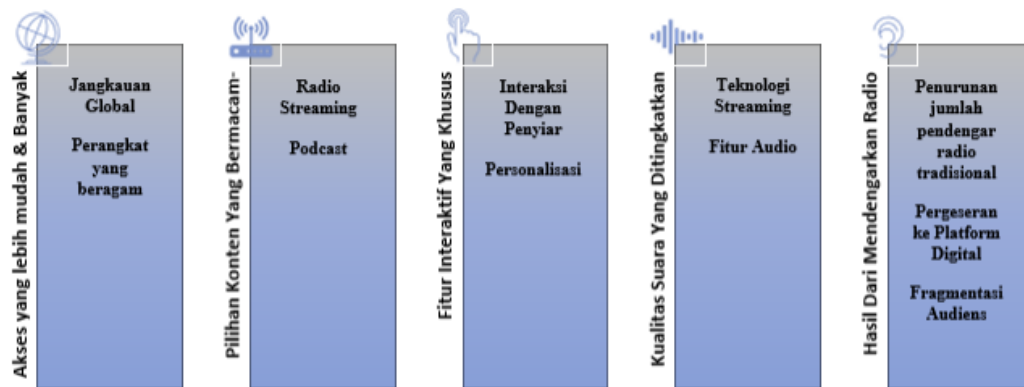 Akses yang lebih mudah & Banyak
Jangkauan
Global
Perangkat
yang
beragam
Pilihan Konten Yang Bermacam-
Radio
Streaming
Podcast
Fitur Interaktif Yang Khusus
Interaksi
Dengan
Penyiar
Personalisasi
Kualitas Suara Yang Ditingkatkan
Teknologi
Streaming
Fitur Audio
Hasil Dari Mendengarkan Radio
Penurunan
jumlah
pendengar
radio
tradisional
Pergeseran
ke Platform
Digital
Fragmentasi
Audiens